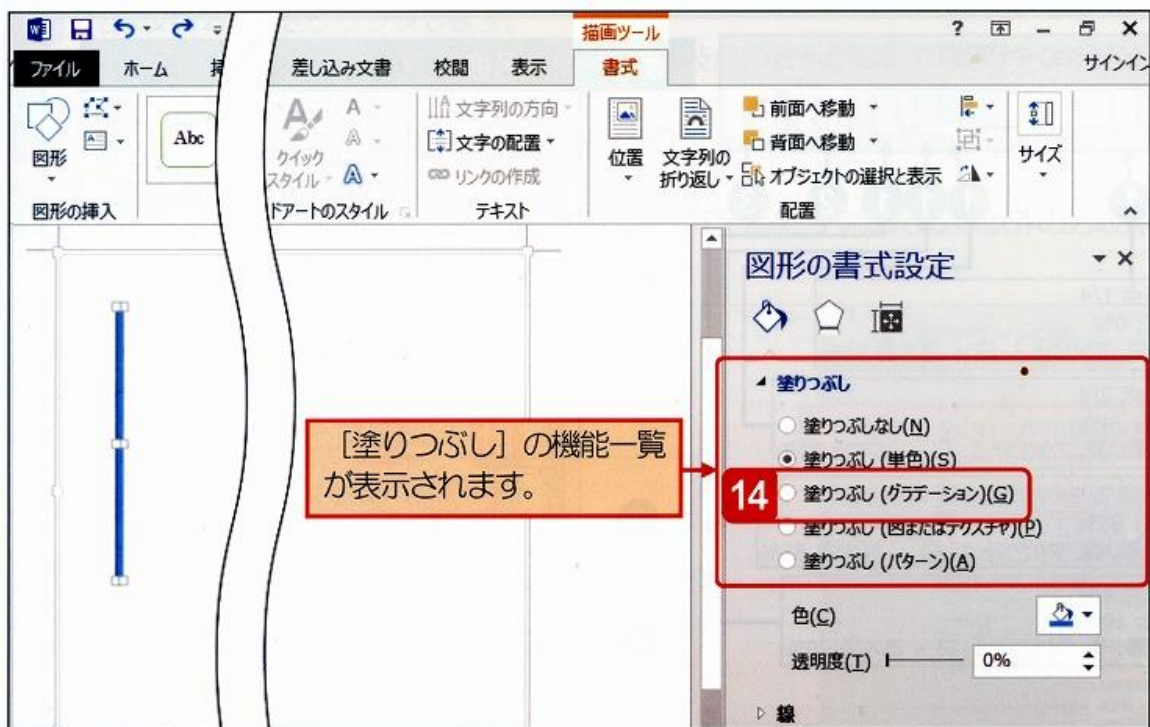 描画ツール
ファイル ホーム 挿 差し込み文書 校閲 表示 書式 サインイン
図形
Abc
クイック
スタイル
文字列の方向
文字の配置
リンクの作成
位置
文字列の
折り返し
前面へ移動
背面へ移動
オブジェクトの選択と表示
サイズ
図形の挿入 ドアートのスタイル テキスト 配置
図形の書式設定
塗りつぶし
塗りつぶしなし(N)
塗りつぶし (単色)(S)
14 塗りつぶし (グラデーション)(G)
塗りつぶし (図またはテクスチャ)(P)
塗りつぶし (パターン)(A)
[塗りつぶし] の機能一覧
が表示されます。
色(C)
透明度(T) 0%
線